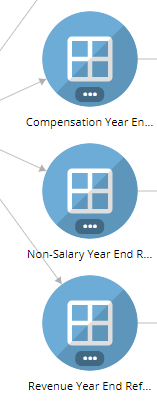 Compensation Year En...
Non-Salary Year End R...
Revenue Year End Ref...